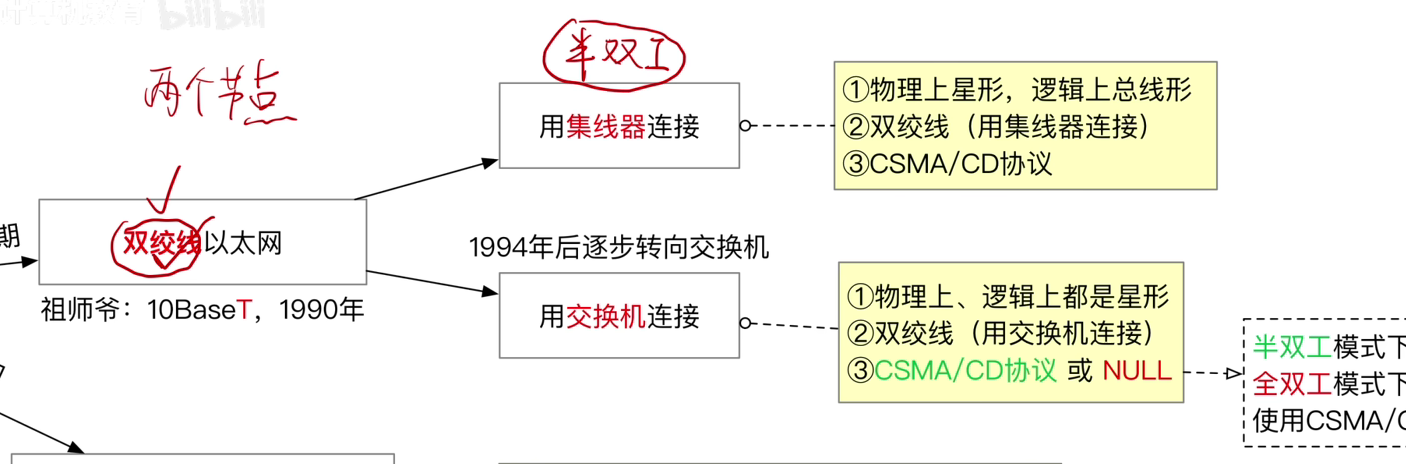 bilibili
半双工
两个节点
用集线器连接
①物理上星形，逻辑上总线形
②双绞线（用集线器连接）
③CSMA/CD协议
期
双绞线以太网
祖师爷：10BaseT，1990年
1994年后逐步转向交换机
用交换机连接
①物理上、逻辑上都是星形
②双绞线（用交换机连接）
③CSMA/CD协议 或 NULL
半双工模式下
全双工模式下
使用CSMA/C